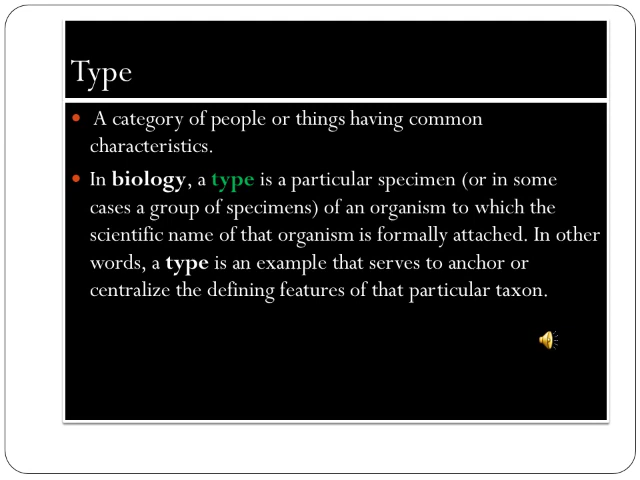 Type
A category of people or things having common
characteristics.
In biology, a type is a particular specimen (or in some
cases a group of specimens) of an organism to which the
scientific name of that organism is formally attached. In other
words, a type is an example that serves to anchor or
centralize the defining features of that particular taxon.